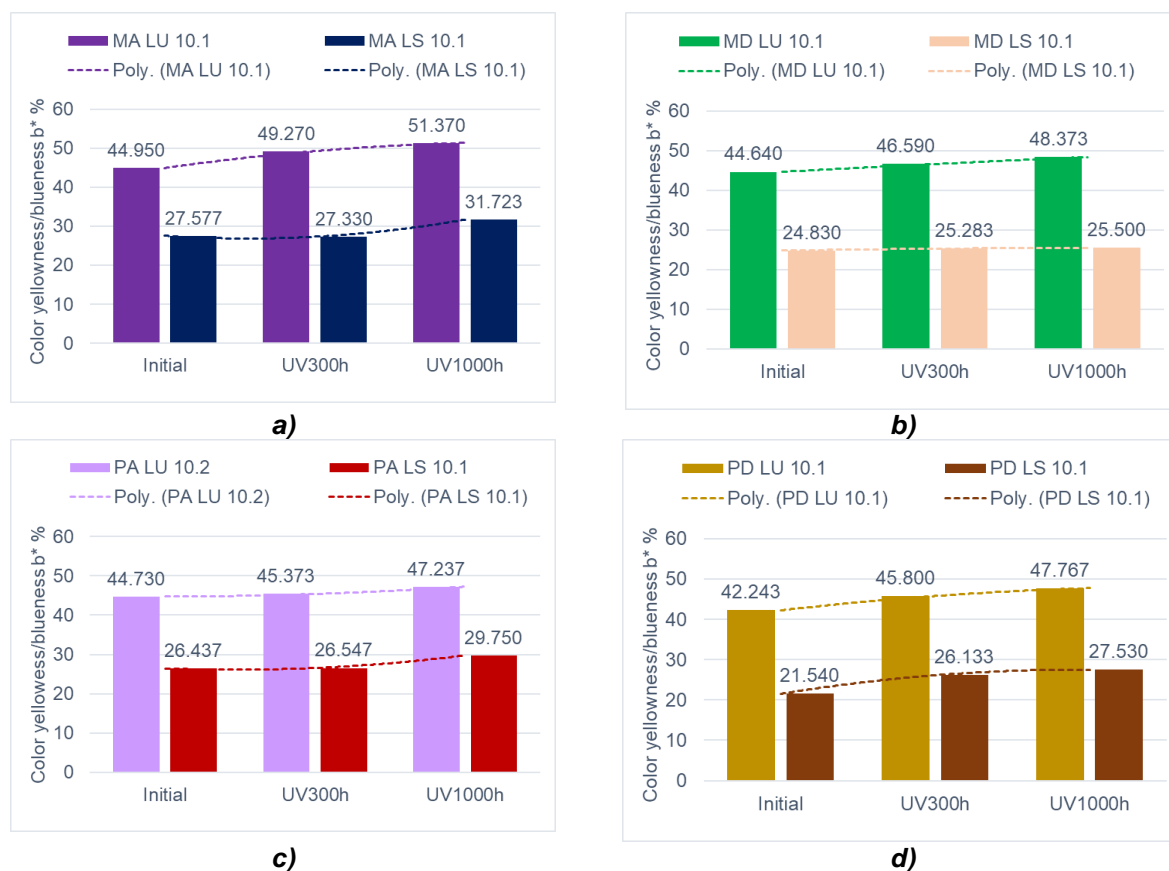 MA LU 10.1 MA LS 10.1
Poly. (MA LU 10.1) Poly. (MA LS 10.1)
Color yellowness/blueness b* %
60
50
40
30
20
10
0
44.950
27.577
49.270
27.330
51.370
31.723
Initial UV300h UV1000h
a)
MD LU 10.1 MD LS 10.1
Poly. (MD LU 10.1) Poly. (MD LS 10.1)
Color yellowness/blueness b* %
60
50
40
30
20
10
0
44.640
24.830
46.590
25.283
48.373
25.500
Initial UV300h UV1000h
b)
PA LU 10.2 PA LS 10.1
Poly. (PA LU 10.2) Poly. (PA LS 10.1)
Color yellowess/blueness b* %
60
50
40
30
20
10
0
44.730
26.437
45.373
26.547
47.237
29.750
Initial UV300h UV1000h
c)
PD LU 10.1 PD LS 10.1
Poly. (PD LU 10.1) Poly. (PD LS 10.1)
Color yellowness/blueness b* %
60
50
40
30
20
10
0
42.243
21.540
45.800
26.133
47.767
27.530
Initial UV300h UV1000h
d)